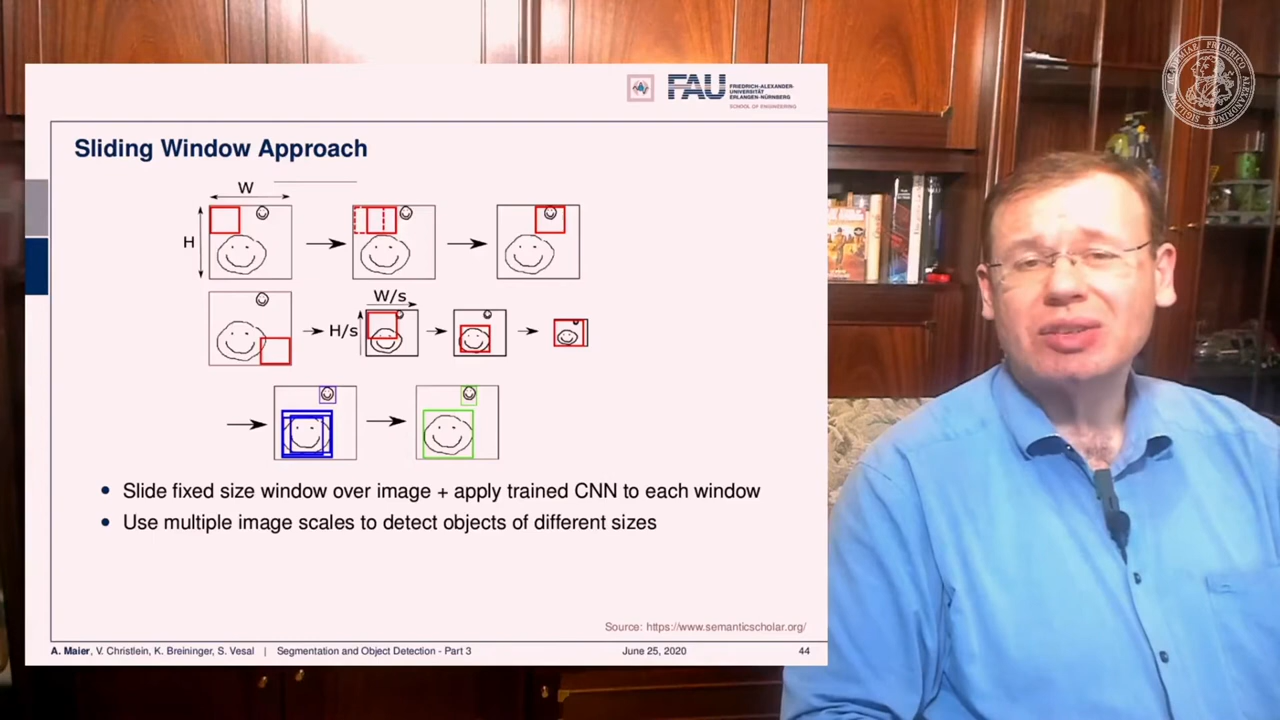 FAU
FRIEDRICH-ALEXANDER-
UNIVERSITÄT
ERLANGEN-NÜRNBERG
SCHOOL OF ENGINEERING
Sliding Window Approach
W
H
W/s
H/s
• Slide fixed size window over image + apply trained CNN to each window
• Use multiple image scales to detect objects of different sizes
Source: https://www.semanticscholar.org/
A. Maier, V. Christlein, K. Breininger, S. Vesal | Segmentation and Object Detection - Part 3 June 25, 2020 44